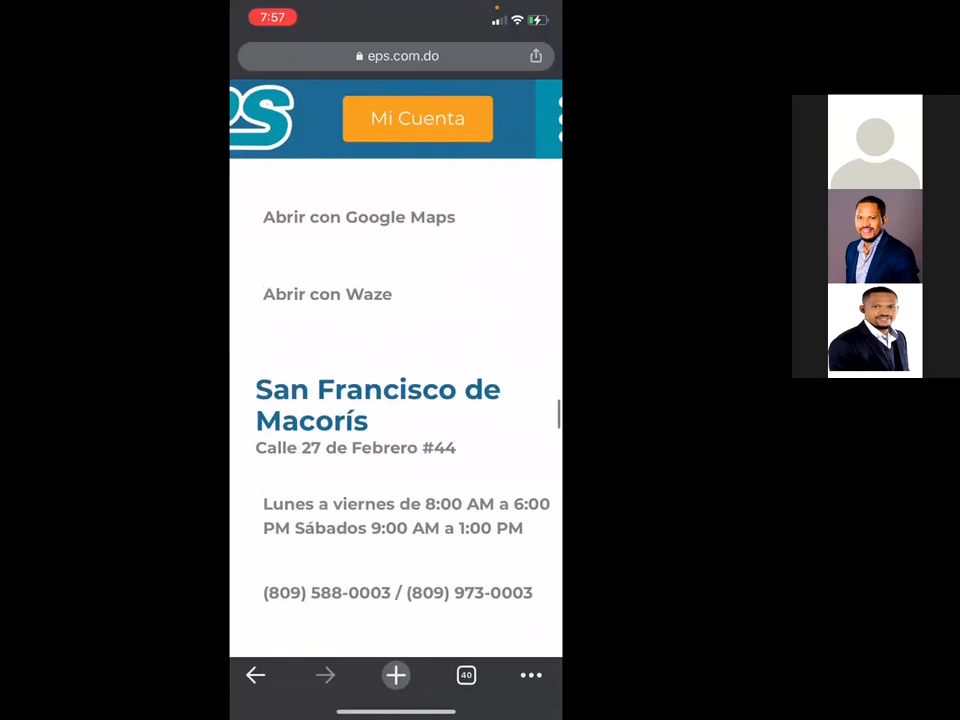 7:57
eps.com.do
Mi Cuenta
Abrir con Google Maps
Abrir con Waze
San Francisco de
Macorís
Calle 27 de Febrero #44
Lunes a viernes de 8:00 AM a 6:00
PM Sábados 9:00 AM a 1:00 PM
(809) 588-0003 / (809) 973-0003
40